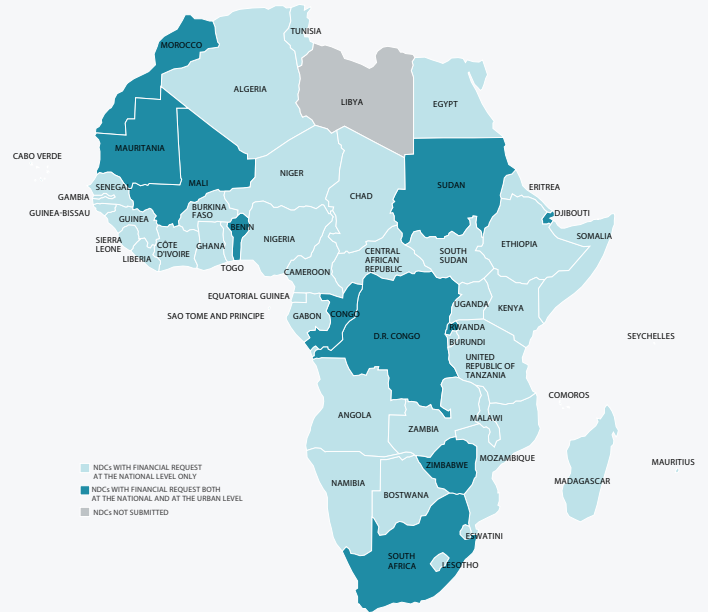 TUNISIA
MOROCCO
ALGERIA
LIBYA
EGYPT
MAURITANIA
CABO VERDE
NIGER
MALI
SUDAN
SENEGAL
ERITREA
CHAD
GAMBIA
BURKINA
FASO
GUINEA-BISSAU
DJIBOUTI
GUINEA
BENIN
SOMALIA
SIERRA
LEONE
CÔTE
D'IVOIRE
GHANA
NIGERIA
ETHIOPIA
CENTRAL
AFRICAN
REPUBLIC
SOUTH
SUDAN
LIBERIA
TOGO
CAMEROON
EQUATORIAL GUINEA
UGANDA
KENYA
SAO TOME AND PRINCIPE
GABON
CONGO
RWANDA
D.R. CONGO
SEYCHELLES
BURUNDI
UNITED
REPUBLIC OF
TANZANIA
COMOROS
ANGOLA
MALAWI
ZAMBIA
MOZAMBIQUE
MAURITIUS
ZIMBABWE
NDCs WITH FINANCIAL REQUEST
AT THE NATIONAL LEVEL ONLY
NDCs WITH FINANCIAL REQUEST BOTH
AT THE NATIONAL AND AT THE URBAN LEVEL
NDCs NOT SUBMITTED
NAMIBIA
BOSTWANA
MADAGASCAR
ESWATINI
SOUTH
AFRICA
LESOTHO